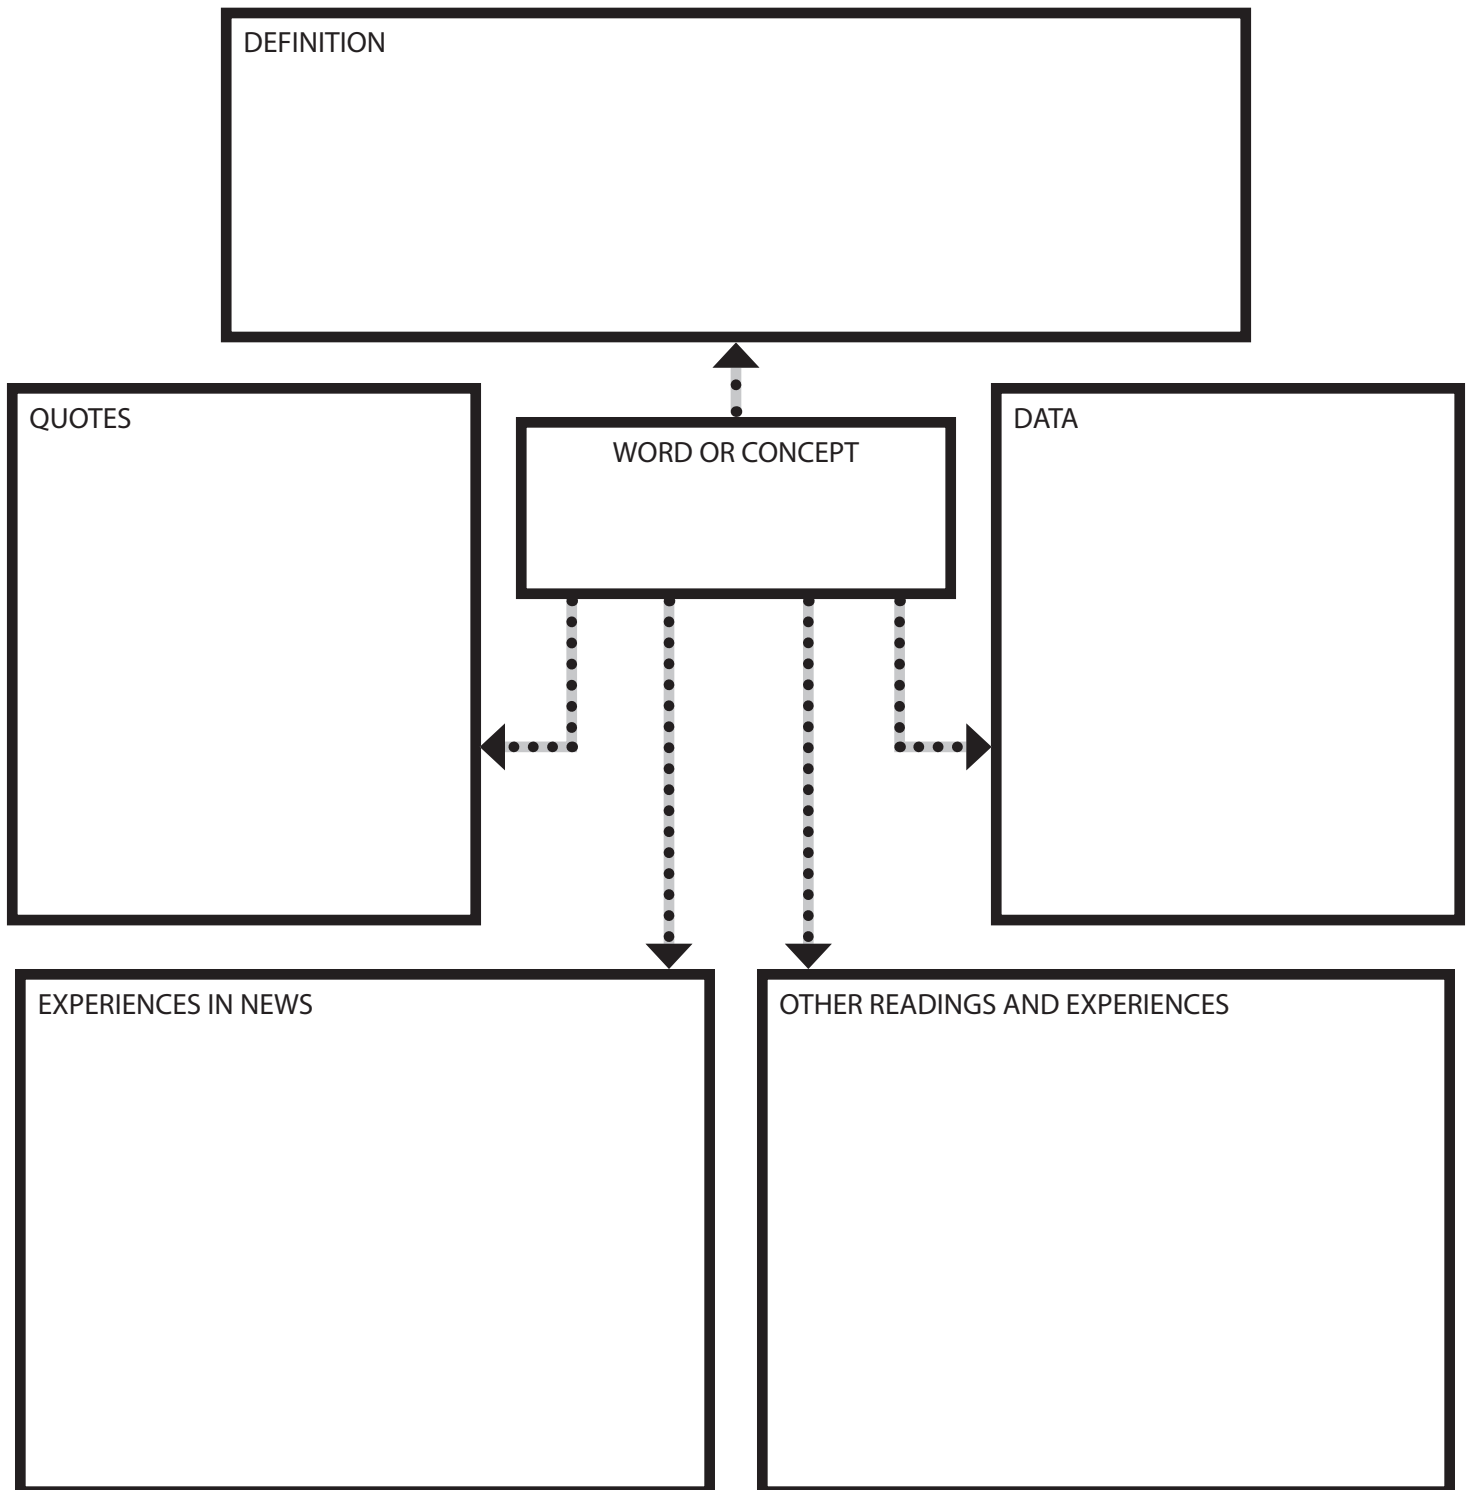 DEFINITION
QUOTES
WORD OR CONCEPT
DATA
EXPERIENCES IN NEWS
OTHER READINGS AND EXPERIENCES